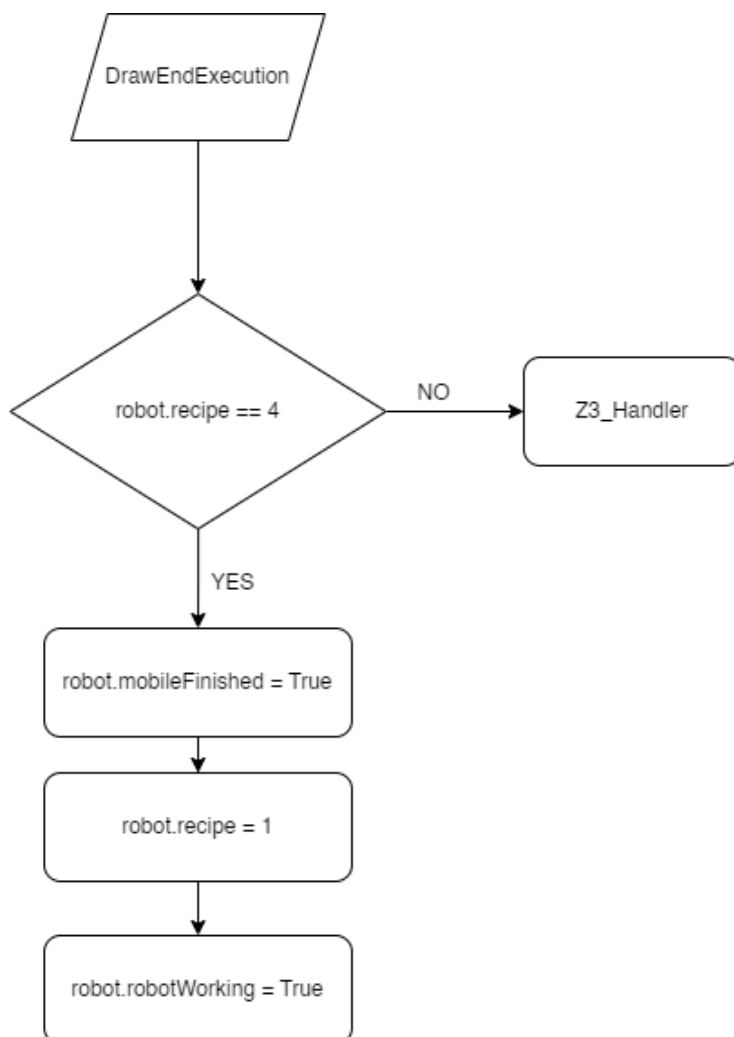 DrawEndExecution
robot.recipe == 4
NO
Z3_Handler
YES
robot.mobileFinished = True
robot.recipe = 1
robot.robotWorking = True